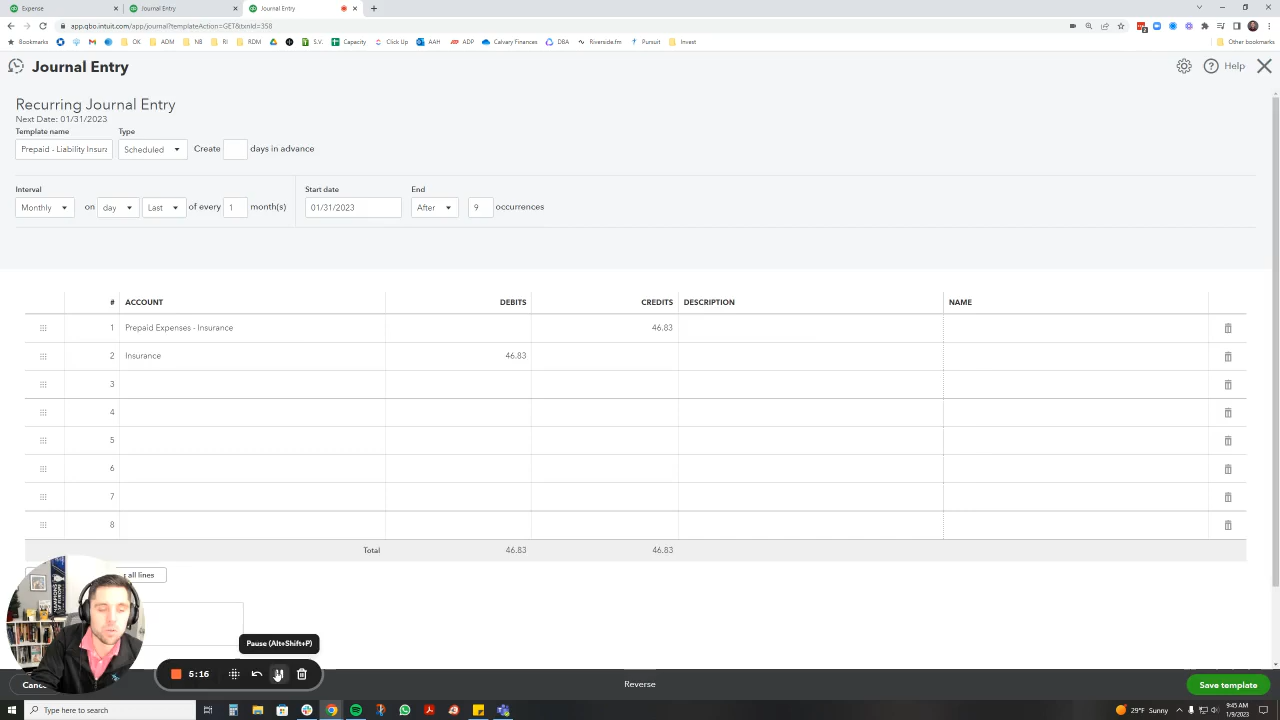 Expense
Journal Entry
Journal Entry
app.qbo.intuit.com/app/journal?templateAction=GET&txnId=358
Bookmarks OK ADM NB RI RDM S.V. Capacity Click Up AAH ADP Calvary Finances DBA Riverside.fm Pursuit Invest Other bookmarks
Journal Entry
Help
Recurring Journal Entry
Next Date: 01/31/2023
Template name Type
Prepaid - Liability Insura Scheduled Create days in advance
Interval Start date End
Monthly on day Last of every 1 month(s) 01/31/2023 After 9 occurrences
# ACCOUNT DEBITS CREDITS DESCRIPTION NAME
1 Prepaid Expenses - Insurance 46.83
2 Insurance 46.83
3
4
5
6
7
8
Total 46.83 46.83
all lines
Pause (Alt+Shift+P)
5:16
Cance
Reverse
Save template
Type here to search
29°F Sunny
9:45 AM
1/9/2023